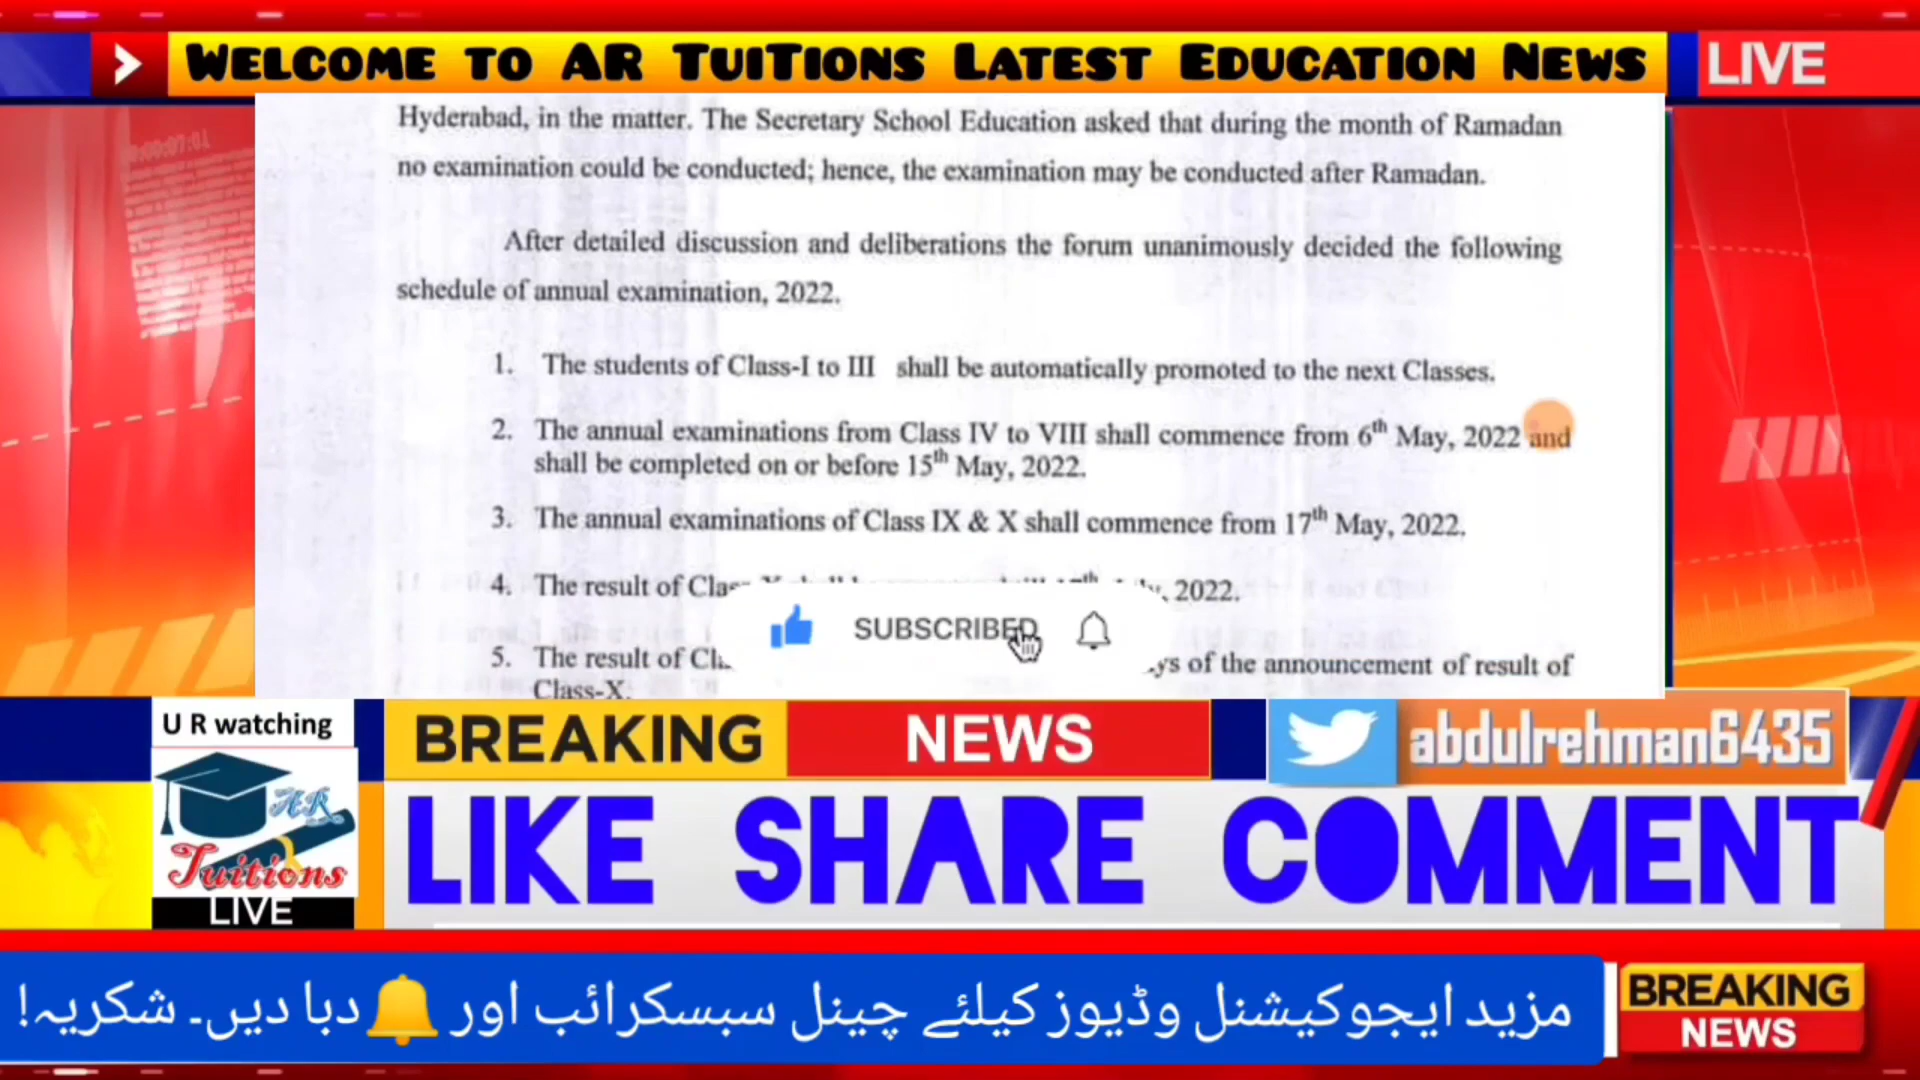 WELCOME TO AR TUITIONS LATEST EDUCATION NEWS
LIVE
Hyderabad, in the matter. The Secretary School Education asked that during the month of Ramadan
no examination could be conducted; hence, the examination may be conducted after Ramadan.
After detailed discussion and deliberations the forum unanimously decided the following
schedule of annual examination, 2022.
1. The students of Class-I to III shall be automatically promoted to the next Classes.
2. The annual examinations from Class IV to VIII shall commence from 6th May, 2022 and
shall be completed on or before 15th May, 2022.
3. The annual examinations of Class IX & X shall commence from 17th May, 2022.
4. The result of 2022.
SUBSCRIBED
5. The result of of the announcement of result of
Class-X.
U R watching
AR
Tuitions
LIVE
BREAKING NEWS
abdulrehman6435
LIKE SHARE COMMENT
مزید ایجوکیشنل وڈیوز کیلئے چینل سبسکرائب اور 🔔 دبا دیں۔ شکریہ!
BREAKING
NEWS